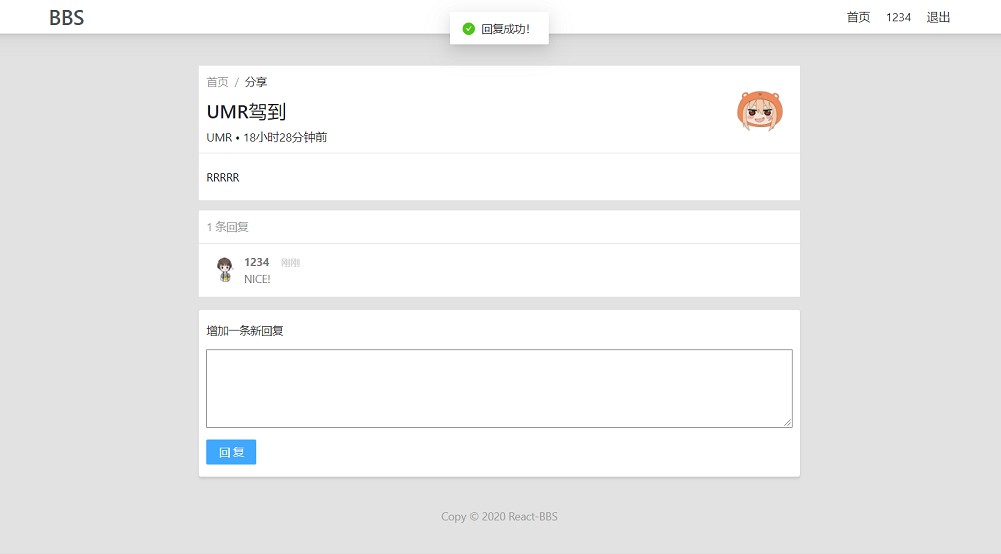 BBS
回复成功！
首页 1234 退出
首页 / 分享
UMR驾到
UMR • 18小时28分钟前
RRRRR
1 条回复
1234 刚刚
NICE!
增加一条新回复
回 复
Copy © 2020 React-BBS